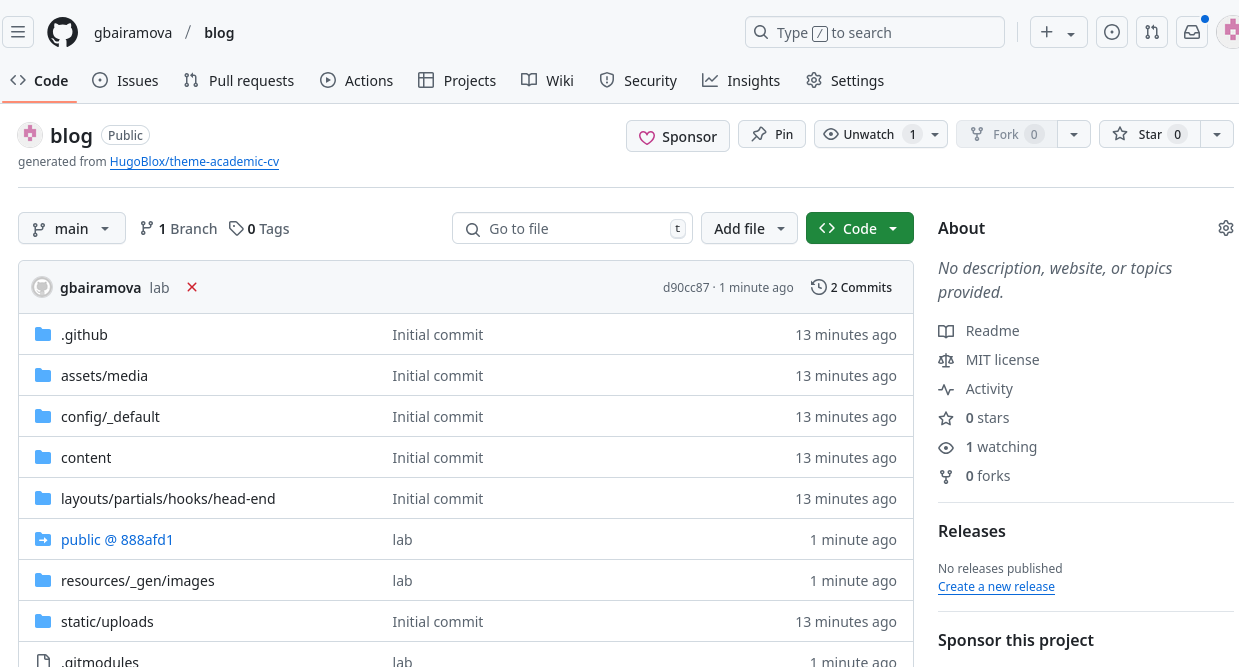 gbairamova / blog
Type / to search
Code
Issues
Pull requests
Actions
Projects
Wiki
Security
Insights
Settings
blog Public
generated from HugoBlox/theme-academic-cv
Sponsor
Pin
Unwatch 1
Fork 0
Star 0
main
1 Branch
0 Tags
Go to file t
Add file
Code
gbairamova lab
d90cc87 · 1 minute ago
2 Commits
.github Initial commit 13 minutes ago
assets/media Initial commit 13 minutes ago
config/_default Initial commit 13 minutes ago
content Initial commit 13 minutes ago
layouts/partials/hooks/head-end Initial commit 13 minutes ago
public @ 888afd1 lab 1 minute ago
resources/_gen/images lab 1 minute ago
static/uploads Initial commit 13 minutes ago
.gitmodules lab 1 minute ago
About
No description, website, or topics
provided.
Readme
MIT license
Activity
0 stars
1 watching
0 forks
Releases
No releases published
Create a new release
Sponsor this project